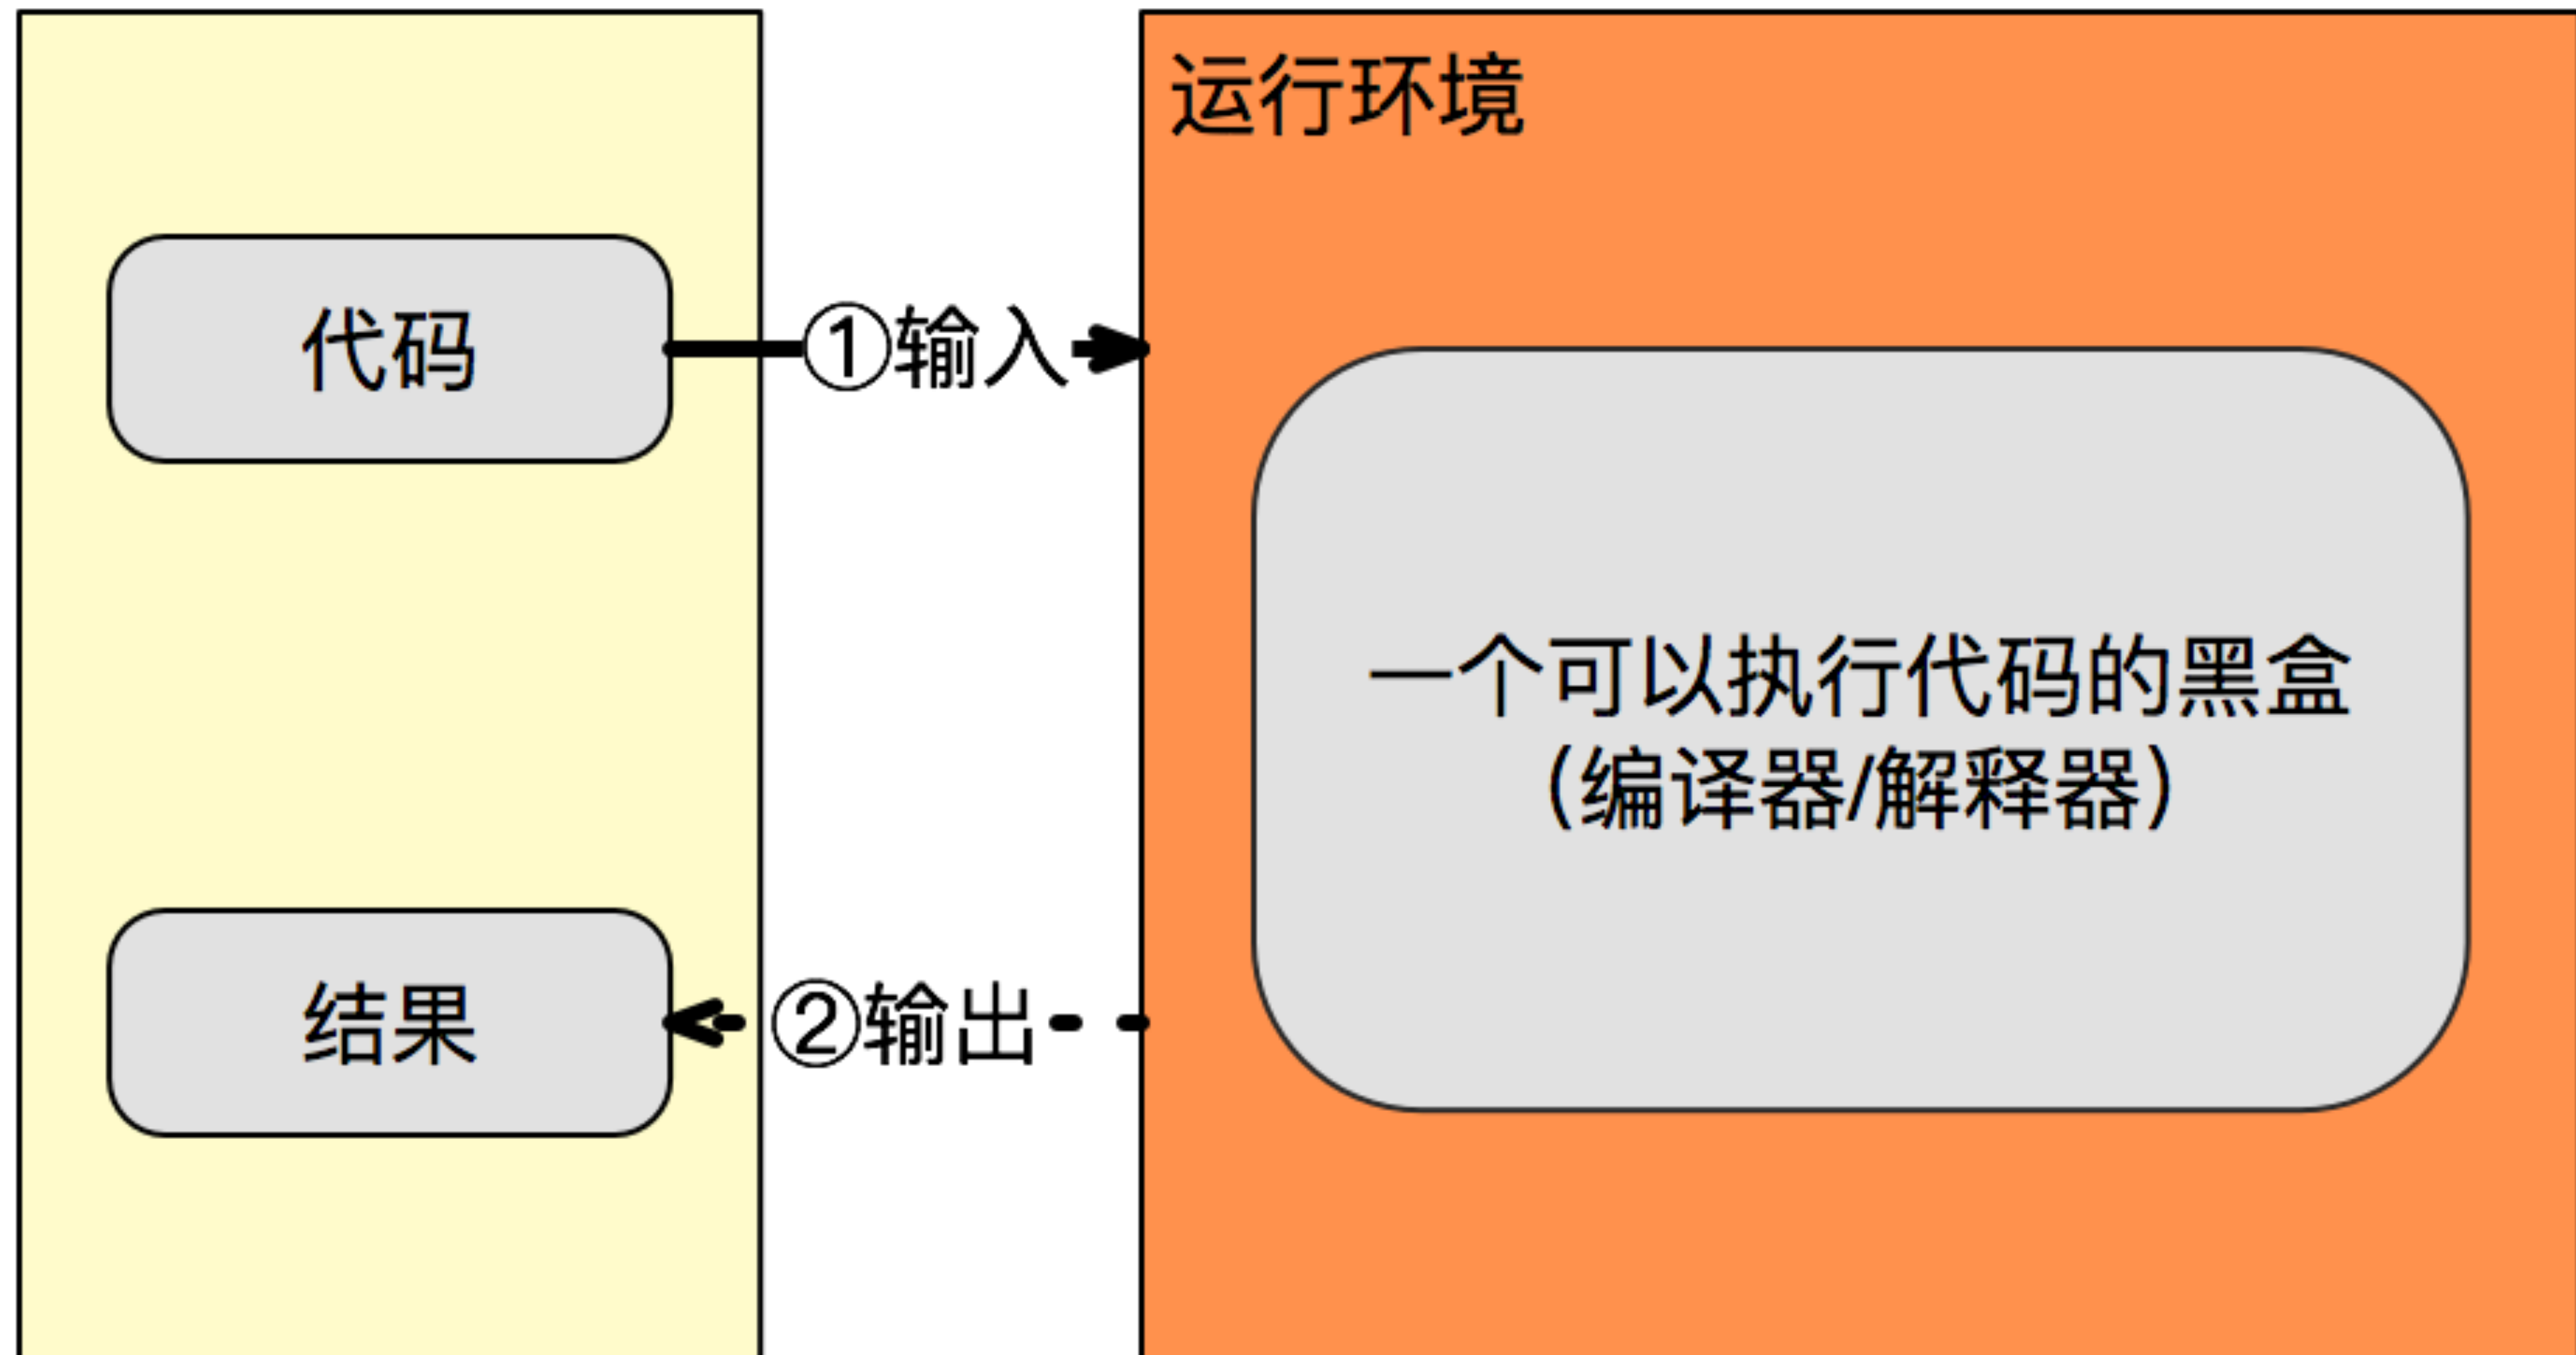 运行环境
代码
①输入
一个可以执行代码的黑盒
(编译器/解释器)
结果
②输出